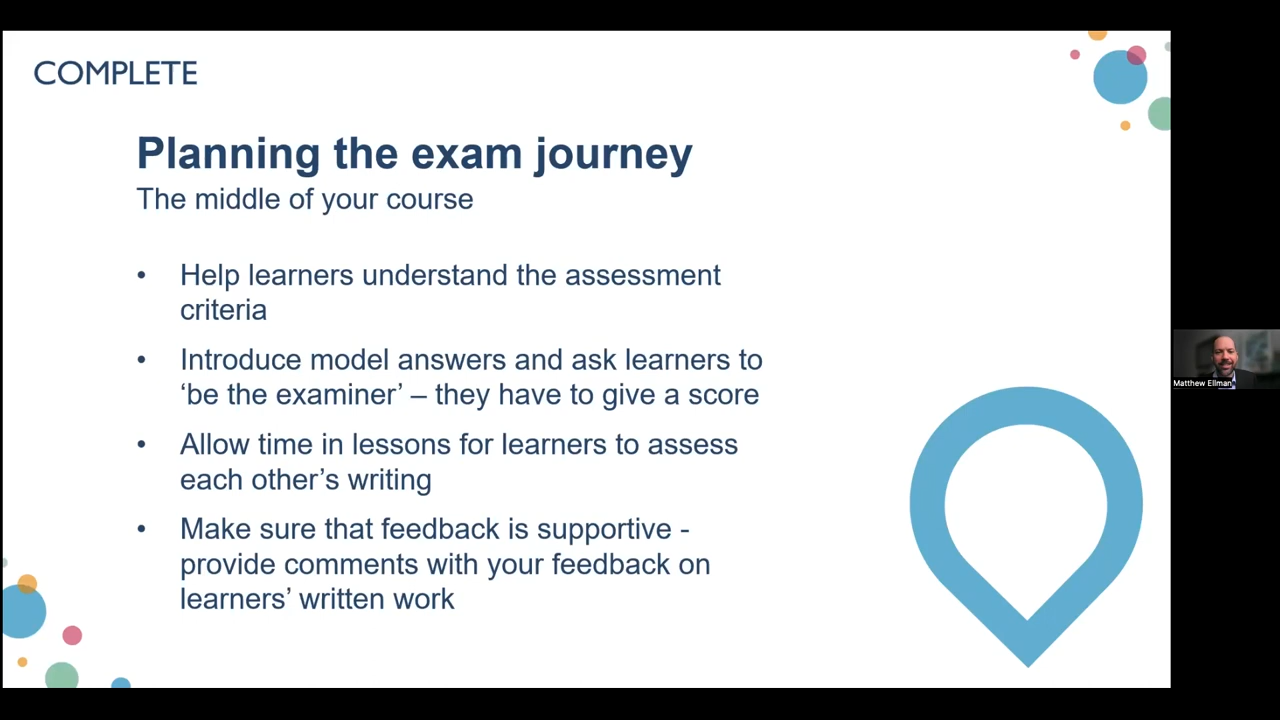 COMPLETE
Planning the exam journey
The middle of your course
• Help learners understand the assessment
criteria
• Introduce model answers and ask learners to
‘be the examiner’ – they have to give a score
• Allow time in lessons for learners to assess
each other’s writing
• Make sure that feedback is supportive -
provide comments with your feedback on
learners’ written work
Matthew Ellman